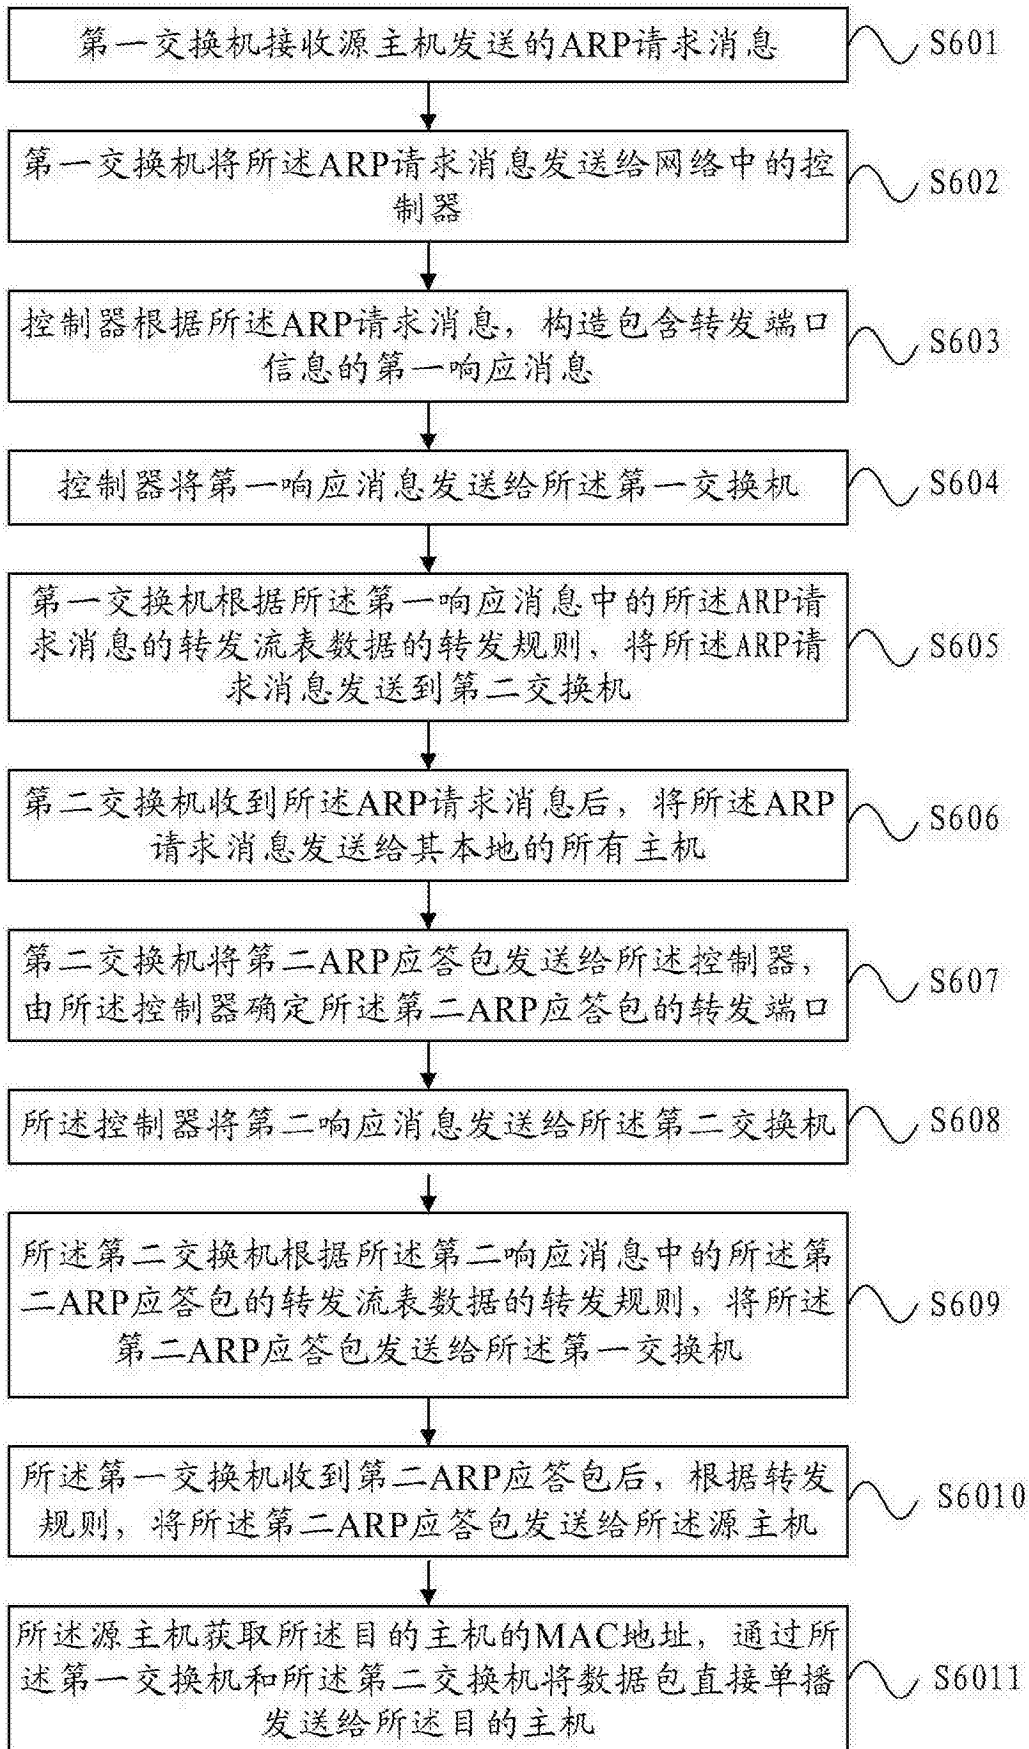 第一交换机接收源主机发送的ARP请求消息
S601
第一交换机将所述ARP请求消息发送给网络中的控
制器
S602
控制器根据所述ARP请求消息，构造包含转发端口
信息的第一响应消息
S603
控制器将第一响应消息发送给所述第一交换机
S604
第一交换机根据所述第一响应消息中的所述ARP请
求消息的转发流表数据的转发规则，将所述ARP请
求消息发送到第二交换机
S605
第二交换机收到所述ARP请求消息后，将所述ARP
请求消息发送给其本地的所有主机
S606
第二交换机将第二ARP应答包发送给所述控制器，
由所述控制器确定所述第二ARP应答包的转发端口
S607
所述控制器将第二响应消息发送给所述第二交换机
S608
所述第二交换机根据所述第二响应消息中的所述第
二ARP应答包的转发流表数据的转发规则，将所述
第二ARP应答包发送给所述第一交换机
S609
所述第一交换机收到第二ARP应答包后，根据转发
规则，将所述第二ARP应答包发送给所述源主机
S6010
所述源主机获取所述目的主机的MAC地址，通过所
述第一交换机和所述第二交换机将数据包直接单播
发送给所述目的主机
S6011